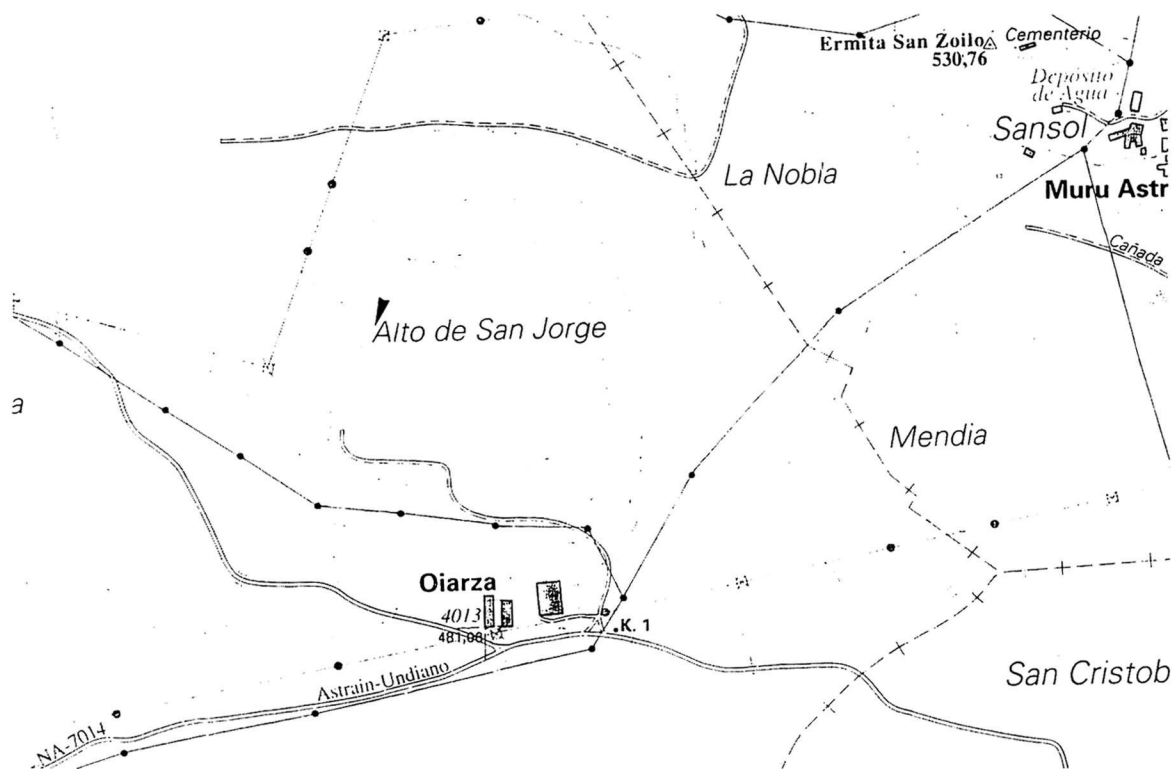 Ermita San Zoilo
530,76
Cementerio
Depósito
de Agua
Sansol
La Nobla
Muru Astr
Cañada
Alto de San Jorge
a
Mendia
Oiarza
4013
481,08
K. 1
Astrain-Undiano
San Cristob
NA-7014